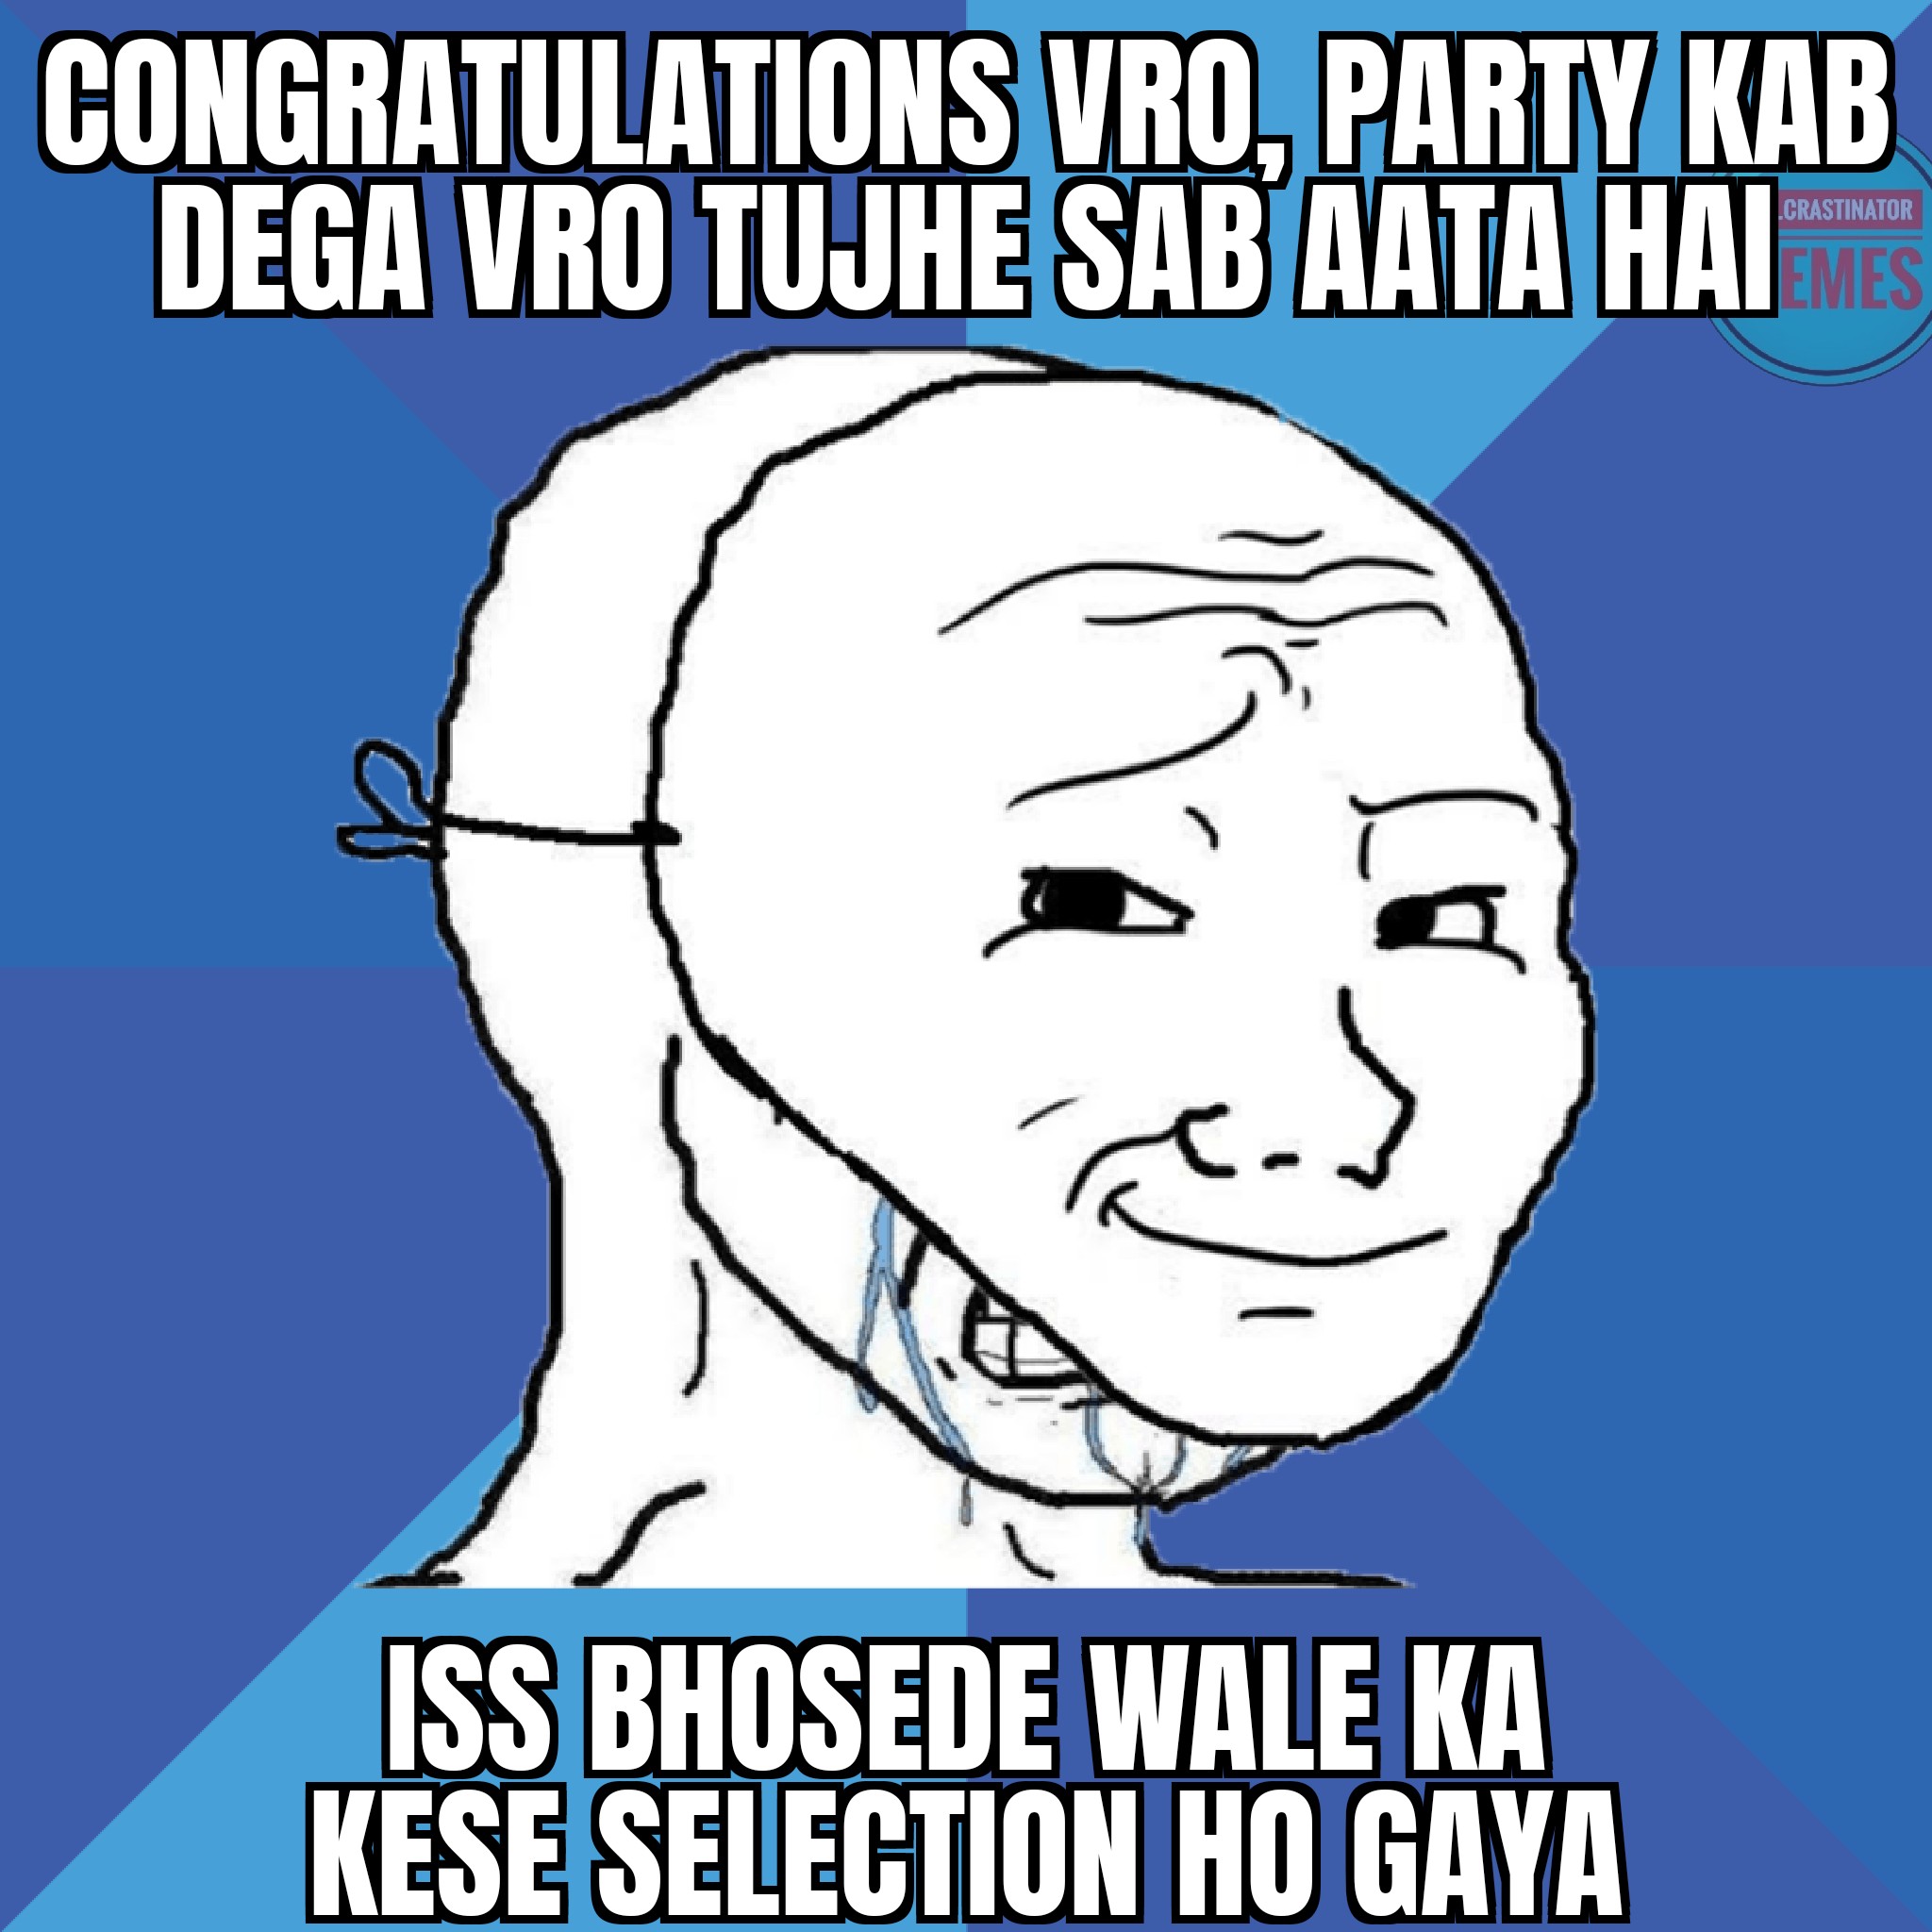 CONGRATULATIONS VRO, PARTY KAB
DEGA VRO TUJHE SAB AATA HAI
CRASTINATOR
EMES
ISS BHOSEDE WALE KA
KESE SELECTION HO GAYA